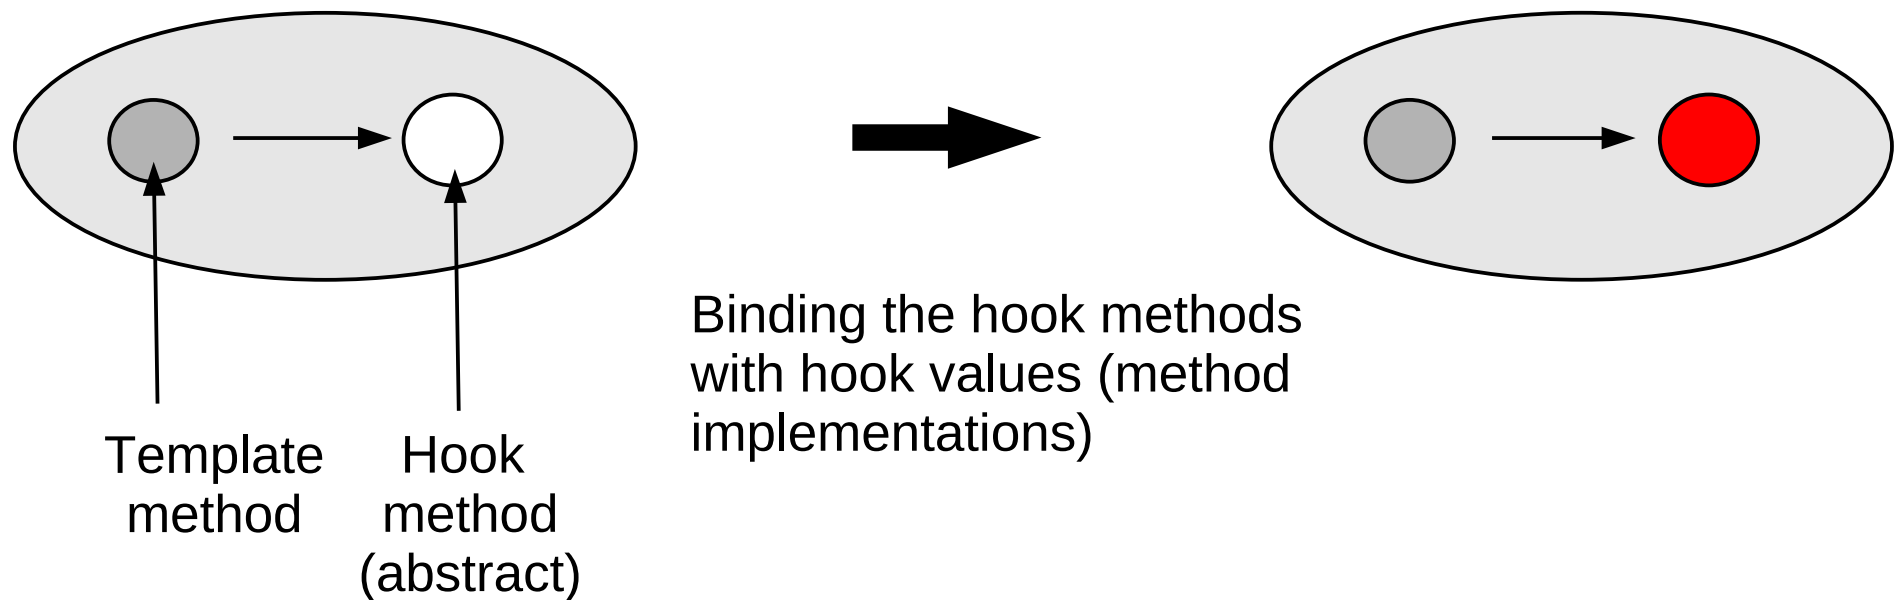 Binding the hook methods
with hook values (method
implementations)
Template
method
Hook
method
(abstract)